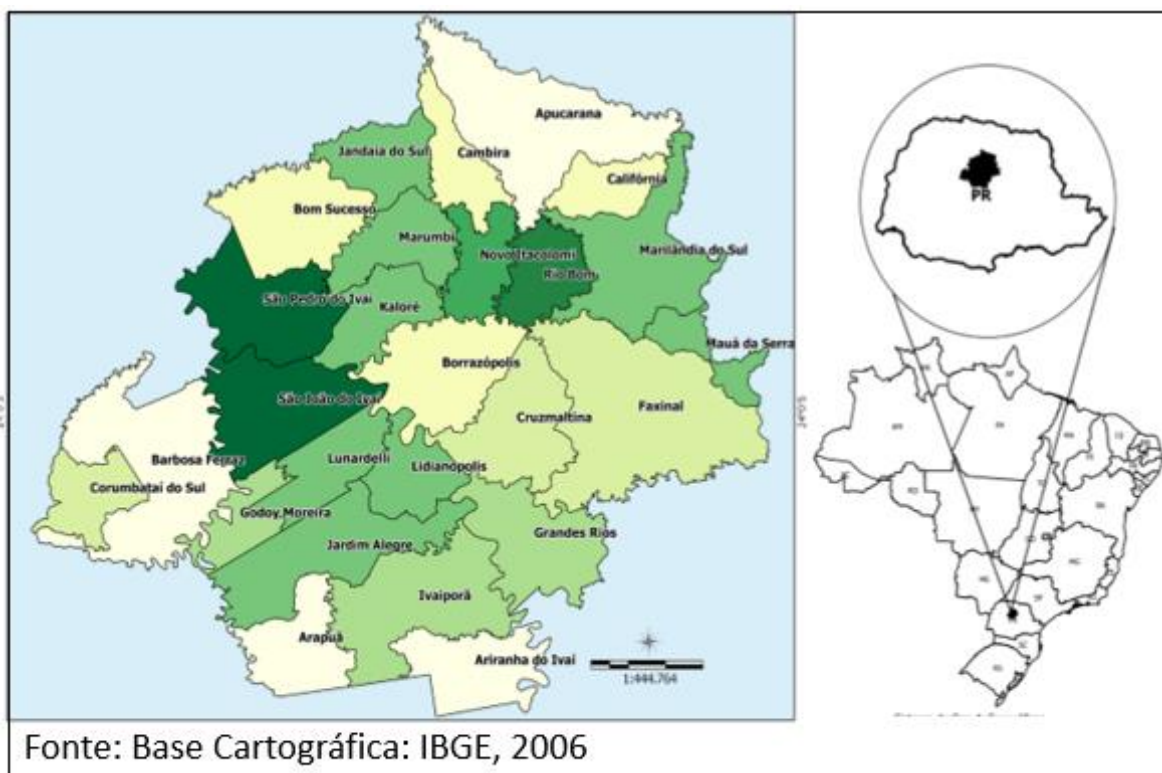 Apucarana
Jandaia do Sul
Cambira
Califórnia
Bom Sucesso
Marumbi
Novo Itacolomi
Marilândia do Sul
Rio Bom
São Pedro do Ivaí
Kaloré
Mauá da Serra
Borrazópolis
São João do Ivaí
Cruzmaltina
Faxinal
Lunardelli
Lidianópolis
Barbosa Ferraz
Corumbataí do Sul
Godoy Moreira
Grandes Rios
Jardim Alegre
Ivaiporã
Arapuã
Ariranha do Ivaí
1:444.764
PR
Fonte: Base Cartográfica: IBGE, 2006